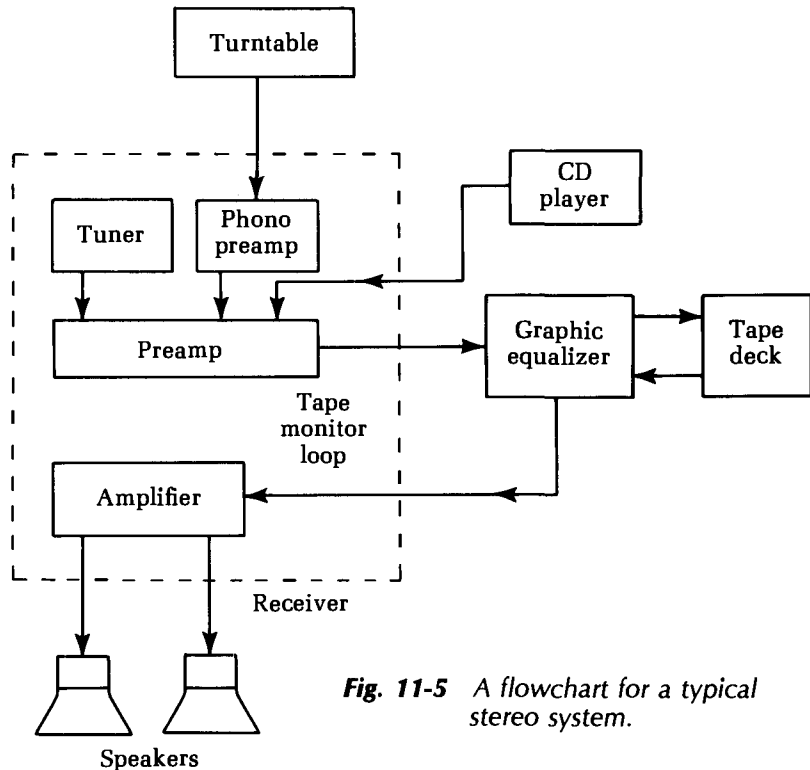 Turntable
CD
player
Tuner
Phono
preamp
Preamp
Graphic
equalizer
Tape
deck
Tape
monitor
loop
Amplifier
Receiver
Speakers
Fig. 11-5 A flowchart for a typical
stereo system.